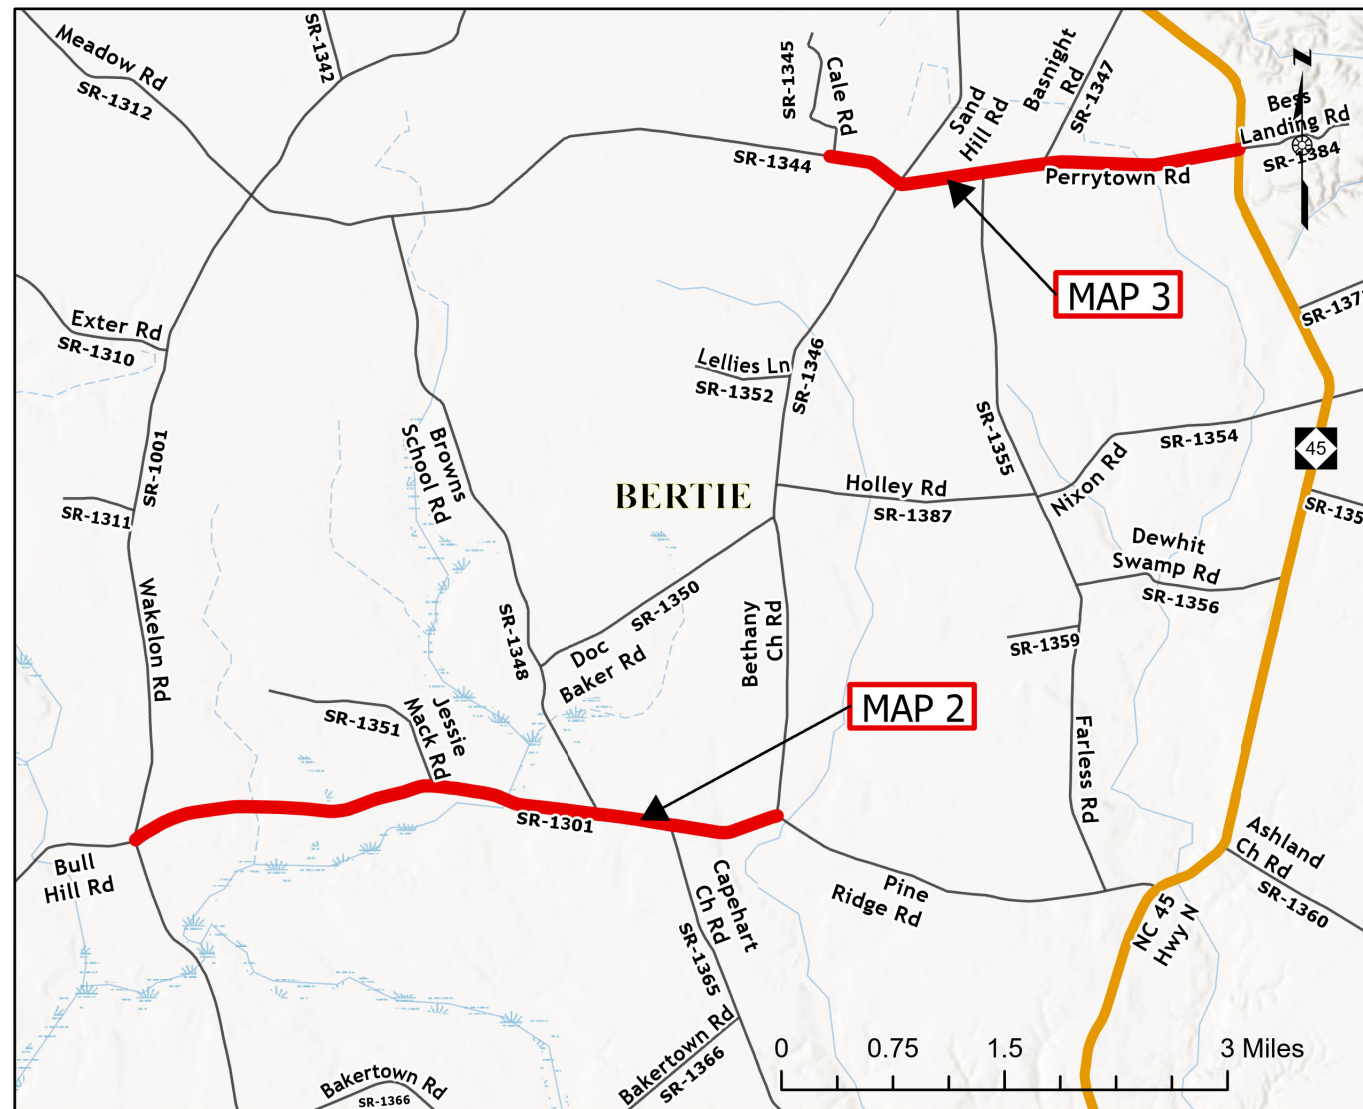 Meadow Rd
SR-1312
SR-1342
SR-1345
Cale Rd
Sand
Hill Rd
Basnight
Rd
SR-1347
Bess
Landing Rd
SR-1384
N
SR-1344
Perrytown Rd
MAP 3
SR-137
Exter Rd
SR-1310
Lellies Ln
SR-1352
SR-1346
SR-1001
SR-1311
Browns
School Rd
BERTIE
Holley Rd
SR-1387
SR-1355
Nixon Rd
SR-1354
45
SR-135
Dewhit
Swamp Rd
SR-1356
SR-1359
Wakelon Rd
SR-1348
Doc
Baker Rd
SR-1350
Bethany
Ch Rd
SR-1351
Jessie
Mack Rd
MAP 2
Farless Rd
SR-1301
Bull
Hill Rd
Capehart
Ch Rd
SR-1365
Pine
Ridge Rd
NC 45
Hwy N
Ashland
Ch Rd
SR-1360
Bakertown Rd
SR-1366
Bakertown Rd
SR-1366
0 0.75 1.5 3 Miles